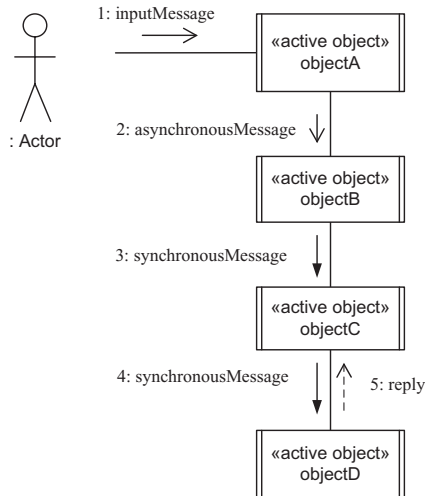 1: inputMessage
«active object»
objectA
: Actor
2: asynchronousMessage
«active object»
objectB
3: synchronousMessage
«active object»
objectC
4: synchronousMessage
5: reply
«active object»
objectD